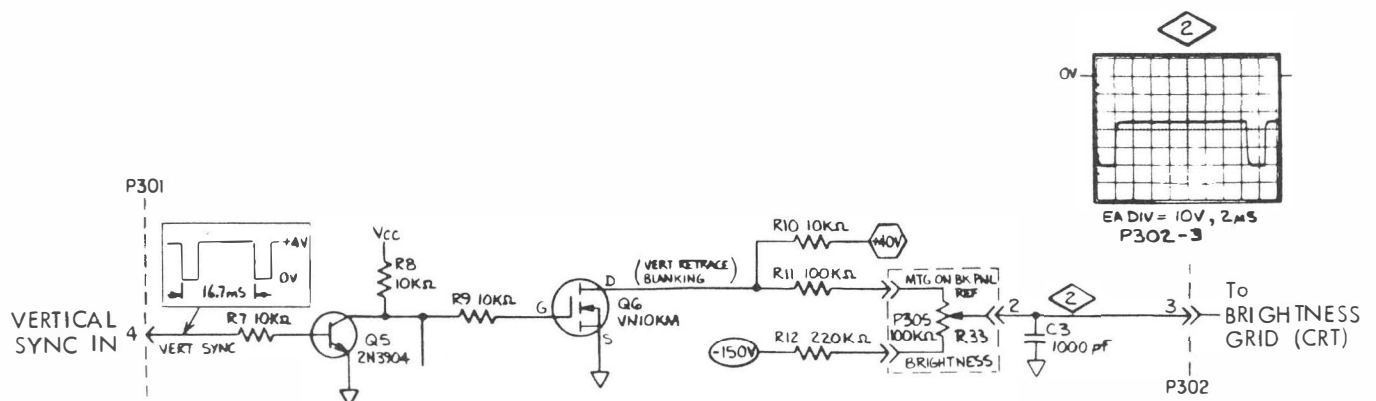 2
0V
EA DIV = 10V, 2MS
P302-3
P301
+4V
0V
16.7MS
VERTICAL
SYNC IN
4
VERT SYNC
R7 10KΩ
Q5
2N3904
VCC
R8
10KΩ
R9 10KΩ
G
D
S
Q6
VN10KM
(VERT RETRACE)
BLANKING
R10 10KΩ
+40V
R11 100KΩ
-150V
R12 220KΩ
MTG ON BK PNL
REF
P305
100KΩ
R33
BRIGHTNESS
2
2
C3
1000 pf
3
To
BRIGHTNESS
GRID (CRT)
P302